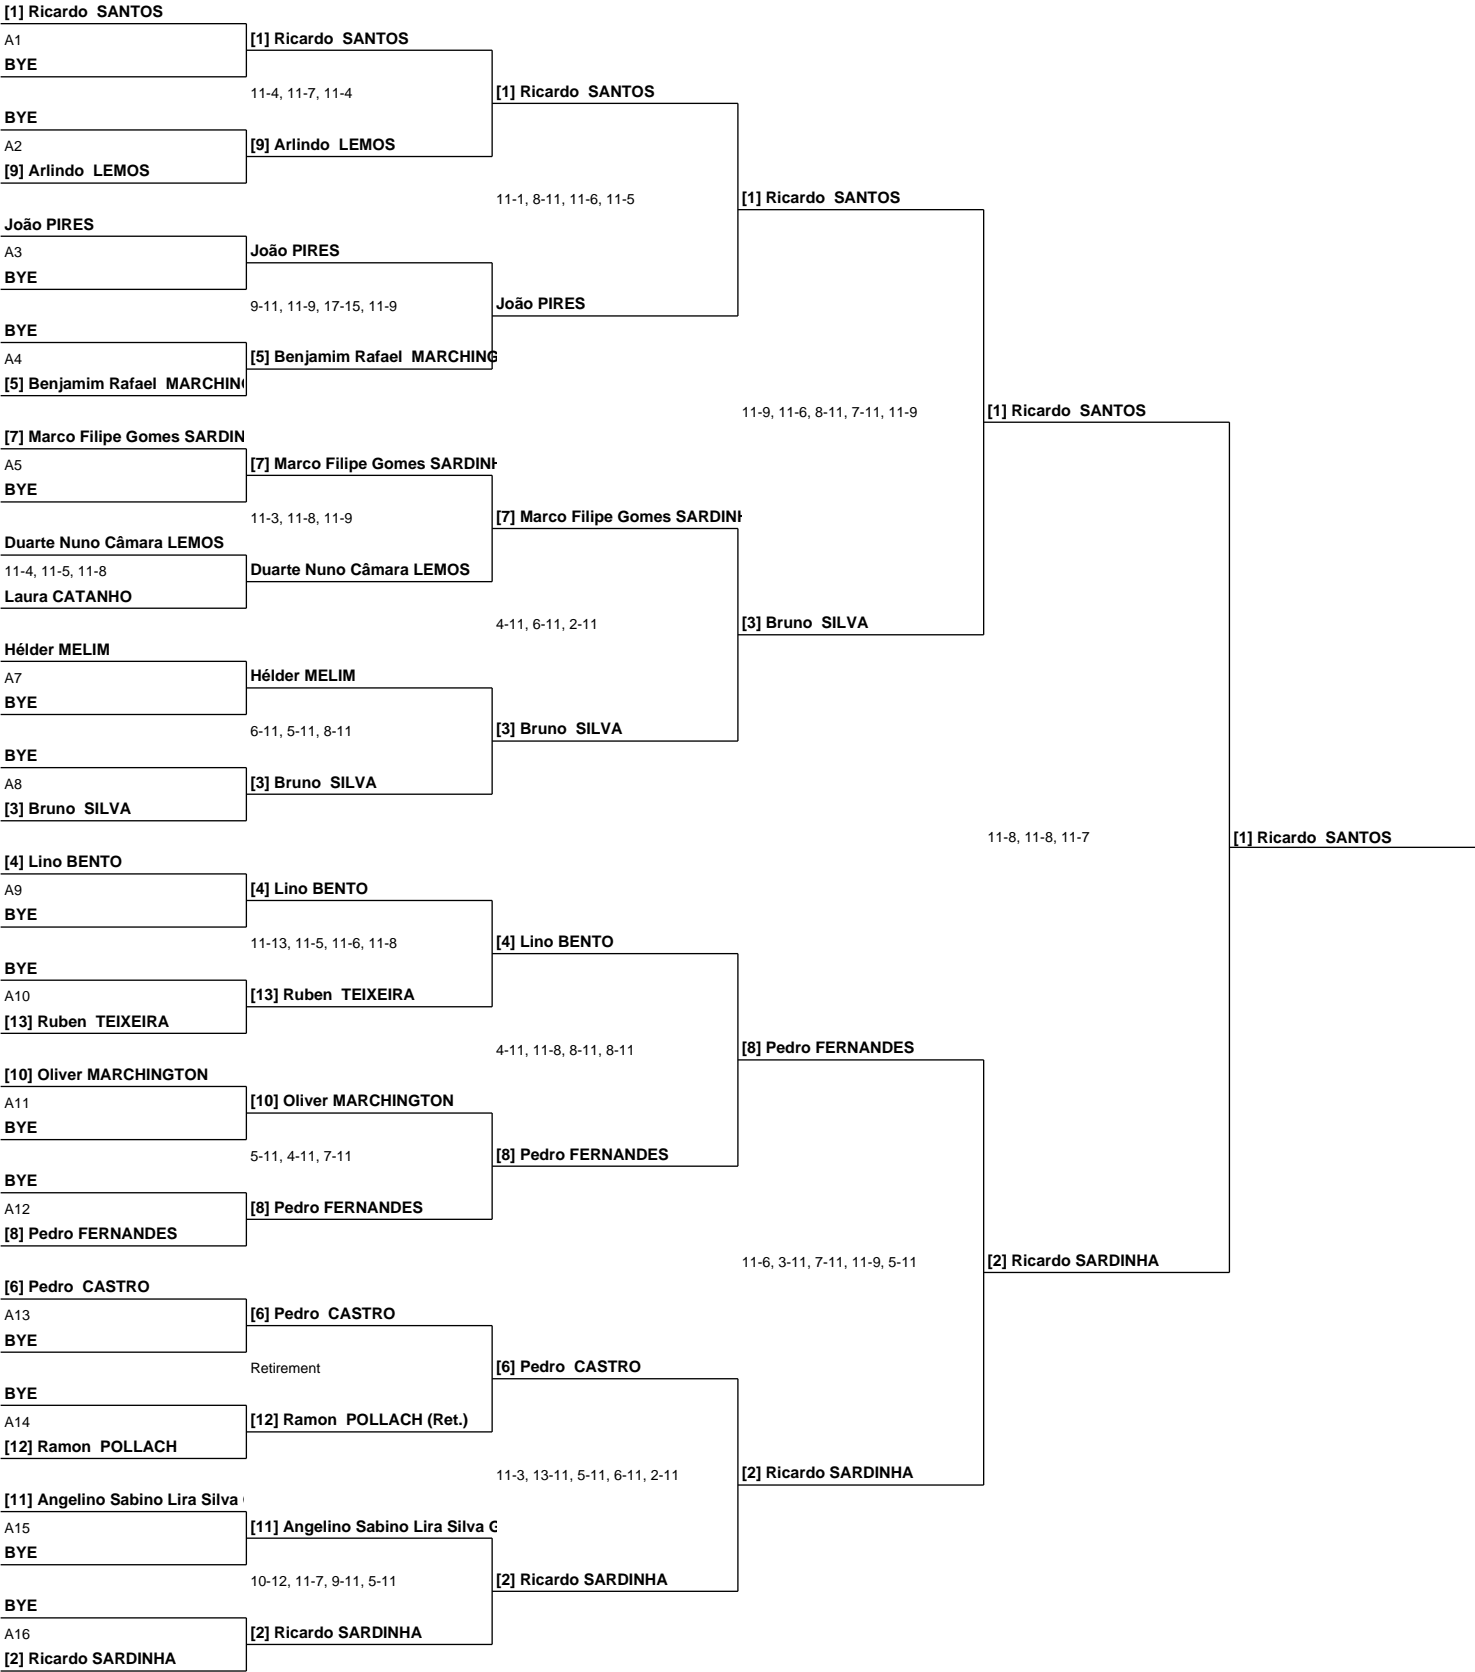 [1] Ricardo SANTOS
A1
BYE
BYE
A2
[9] Arlindo LEMOS
João PIRES
A3
BYE
BYE
A4
[5] Benjamim Rafael MARCHIN
[7] Marco Filipe Gomes SARDIN
A5
BYE
Duarte Nuno Câmara LEMOS
11-4, 11-5, 11-8
Laura CATANHO
Hélder MELIM
A7
BYE
BYE
A8
[3] Bruno SILVA
[4] Lino BENTO
A9
BYE
BYE
A10
[13] Ruben TEIXEIRA
[10] Oliver MARCHINGTON
A11
BYE
BYE
A12
[8] Pedro FERNANDES
[6] Pedro CASTRO
A13
BYE
BYE
A14
[12] Ramon POLLACH
[11] Angelino Sabino Lira Silva
A15
BYE
BYE
A16
[2] Ricardo SARDINHA
[1] Ricardo SANTOS
11-4, 11-7, 11-4
[9] Arlindo LEMOS
João PIRES
9-11, 11-9, 17-15, 11-9
[5] Benjamim Rafael MARCHING
[7] Marco Filipe Gomes SARDINH
11-3, 11-8, 11-9
Duarte Nuno Câmara LEMOS
Hélder MELIM
6-11, 5-11, 8-11
[3] Bruno SILVA
[4] Lino BENTO
11-13, 11-5, 11-6, 11-8
[13] Ruben TEIXEIRA
[10] Oliver MARCHINGTON
5-11, 4-11, 7-11
[8] Pedro FERNANDES
[6] Pedro CASTRO
Retirement
[12] Ramon POLLACH (Ret.)
[11] Angelino Sabino Lira Silva G
10-12, 11-7, 9-11, 5-11
[2] Ricardo SARDINHA
[1] Ricardo SANTOS
11-1, 8-11, 11-6, 11-5
João PIRES
[7] Marco Filipe Gomes SARDINH
4-11, 6-11, 2-11
[3] Bruno SILVA
[4] Lino BENTO
4-11, 11-8, 8-11, 8-11
[8] Pedro FERNANDES
[6] Pedro CASTRO
11-3, 13-11, 5-11, 6-11, 2-11
[2] Ricardo SARDINHA
[1] Ricardo SANTOS
11-9, 11-6, 8-11, 7-11, 11-9
[3] Bruno SILVA
[8] Pedro FERNANDES
11-6, 3-11, 7-11, 11-9, 5-11
[2] Ricardo SARDINHA
[1] Ricardo SANTOS
11-8, 11-8, 11-7
[2] Ricardo SARDINHA
[1] Ricardo SANTOS